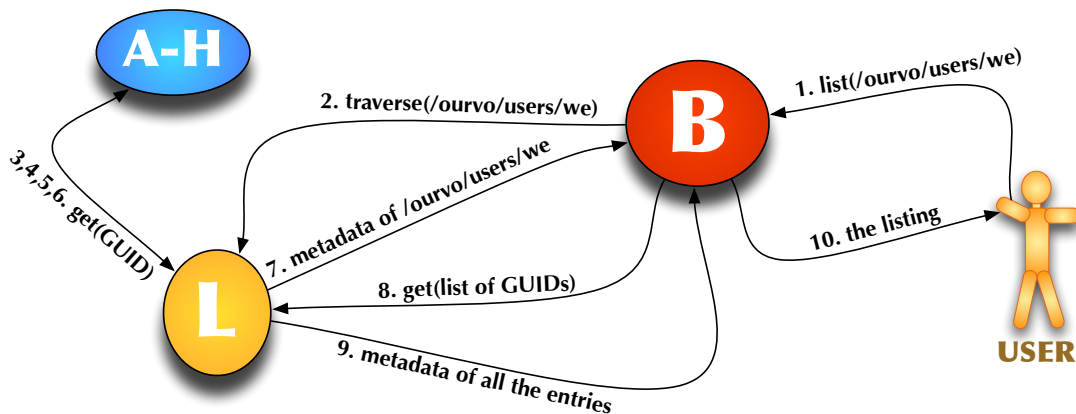 A-H
B
1. list(/ourvo/users/we)
2. traverse(/ourvo/users/we)
3,4,5,6. get(GUID)
7. metadata of /ourvo/users/we
10. the listing
8. get(list of GUIDs)
L
9. metadata of all the entries
USER